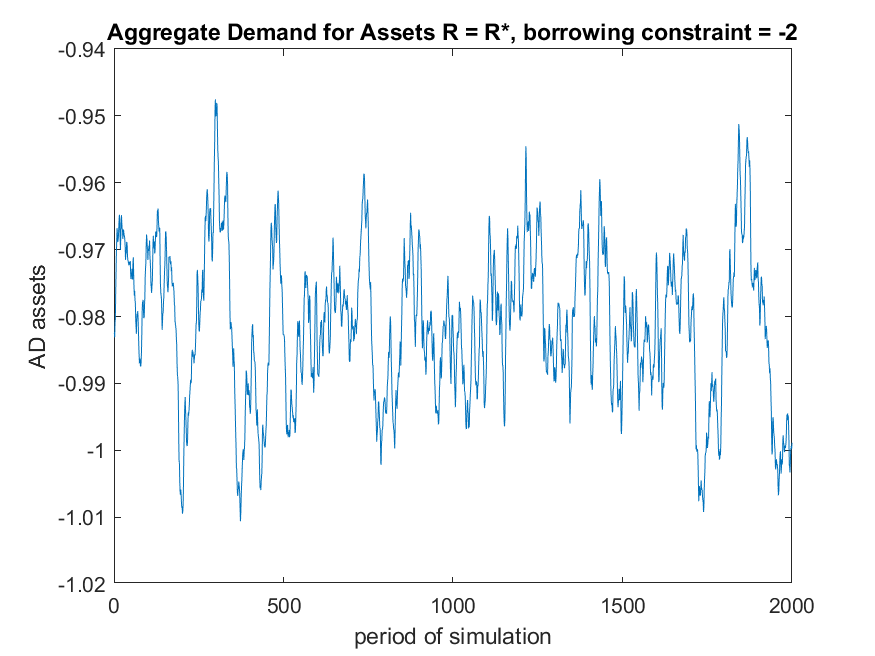 Aggregate Demand for Assets R = R*, borrowing constraint = -2
-0.94
-0.95
-0.96
-0.97
-0.98
-0.99
-1
-1.01
-1.02
AD assets
0 500 1000 1500 2000
period of simulation